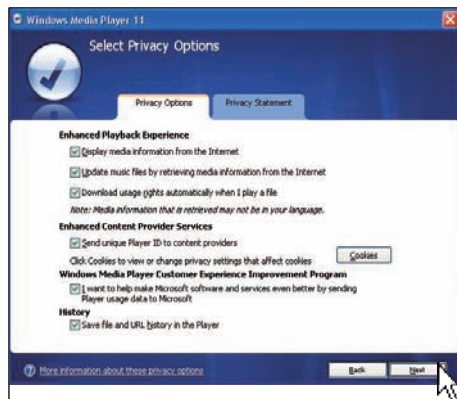 Windows Media Player 11
Select Privacy Options
Privacy Options
Privacy Statement
Enhanced Playback Experience
Display media information from the Internet
Update music files by retrieving media information from the Internet
Download usage rights automatically when I play a file
Note: Media information that is retrieved may not be in your language.
Enhanced Content Provider Services
Send unique Player ID to content providers
Click Cookies to view or change privacy settings that affect cookies
Cookies
Windows Media Player Customer Experience Improvement Program
I want to help make Microsoft software and services even better by sending
Player usage data to Microsoft
History
Save file and URL history in the Player
More information about these privacy options
Back
Next